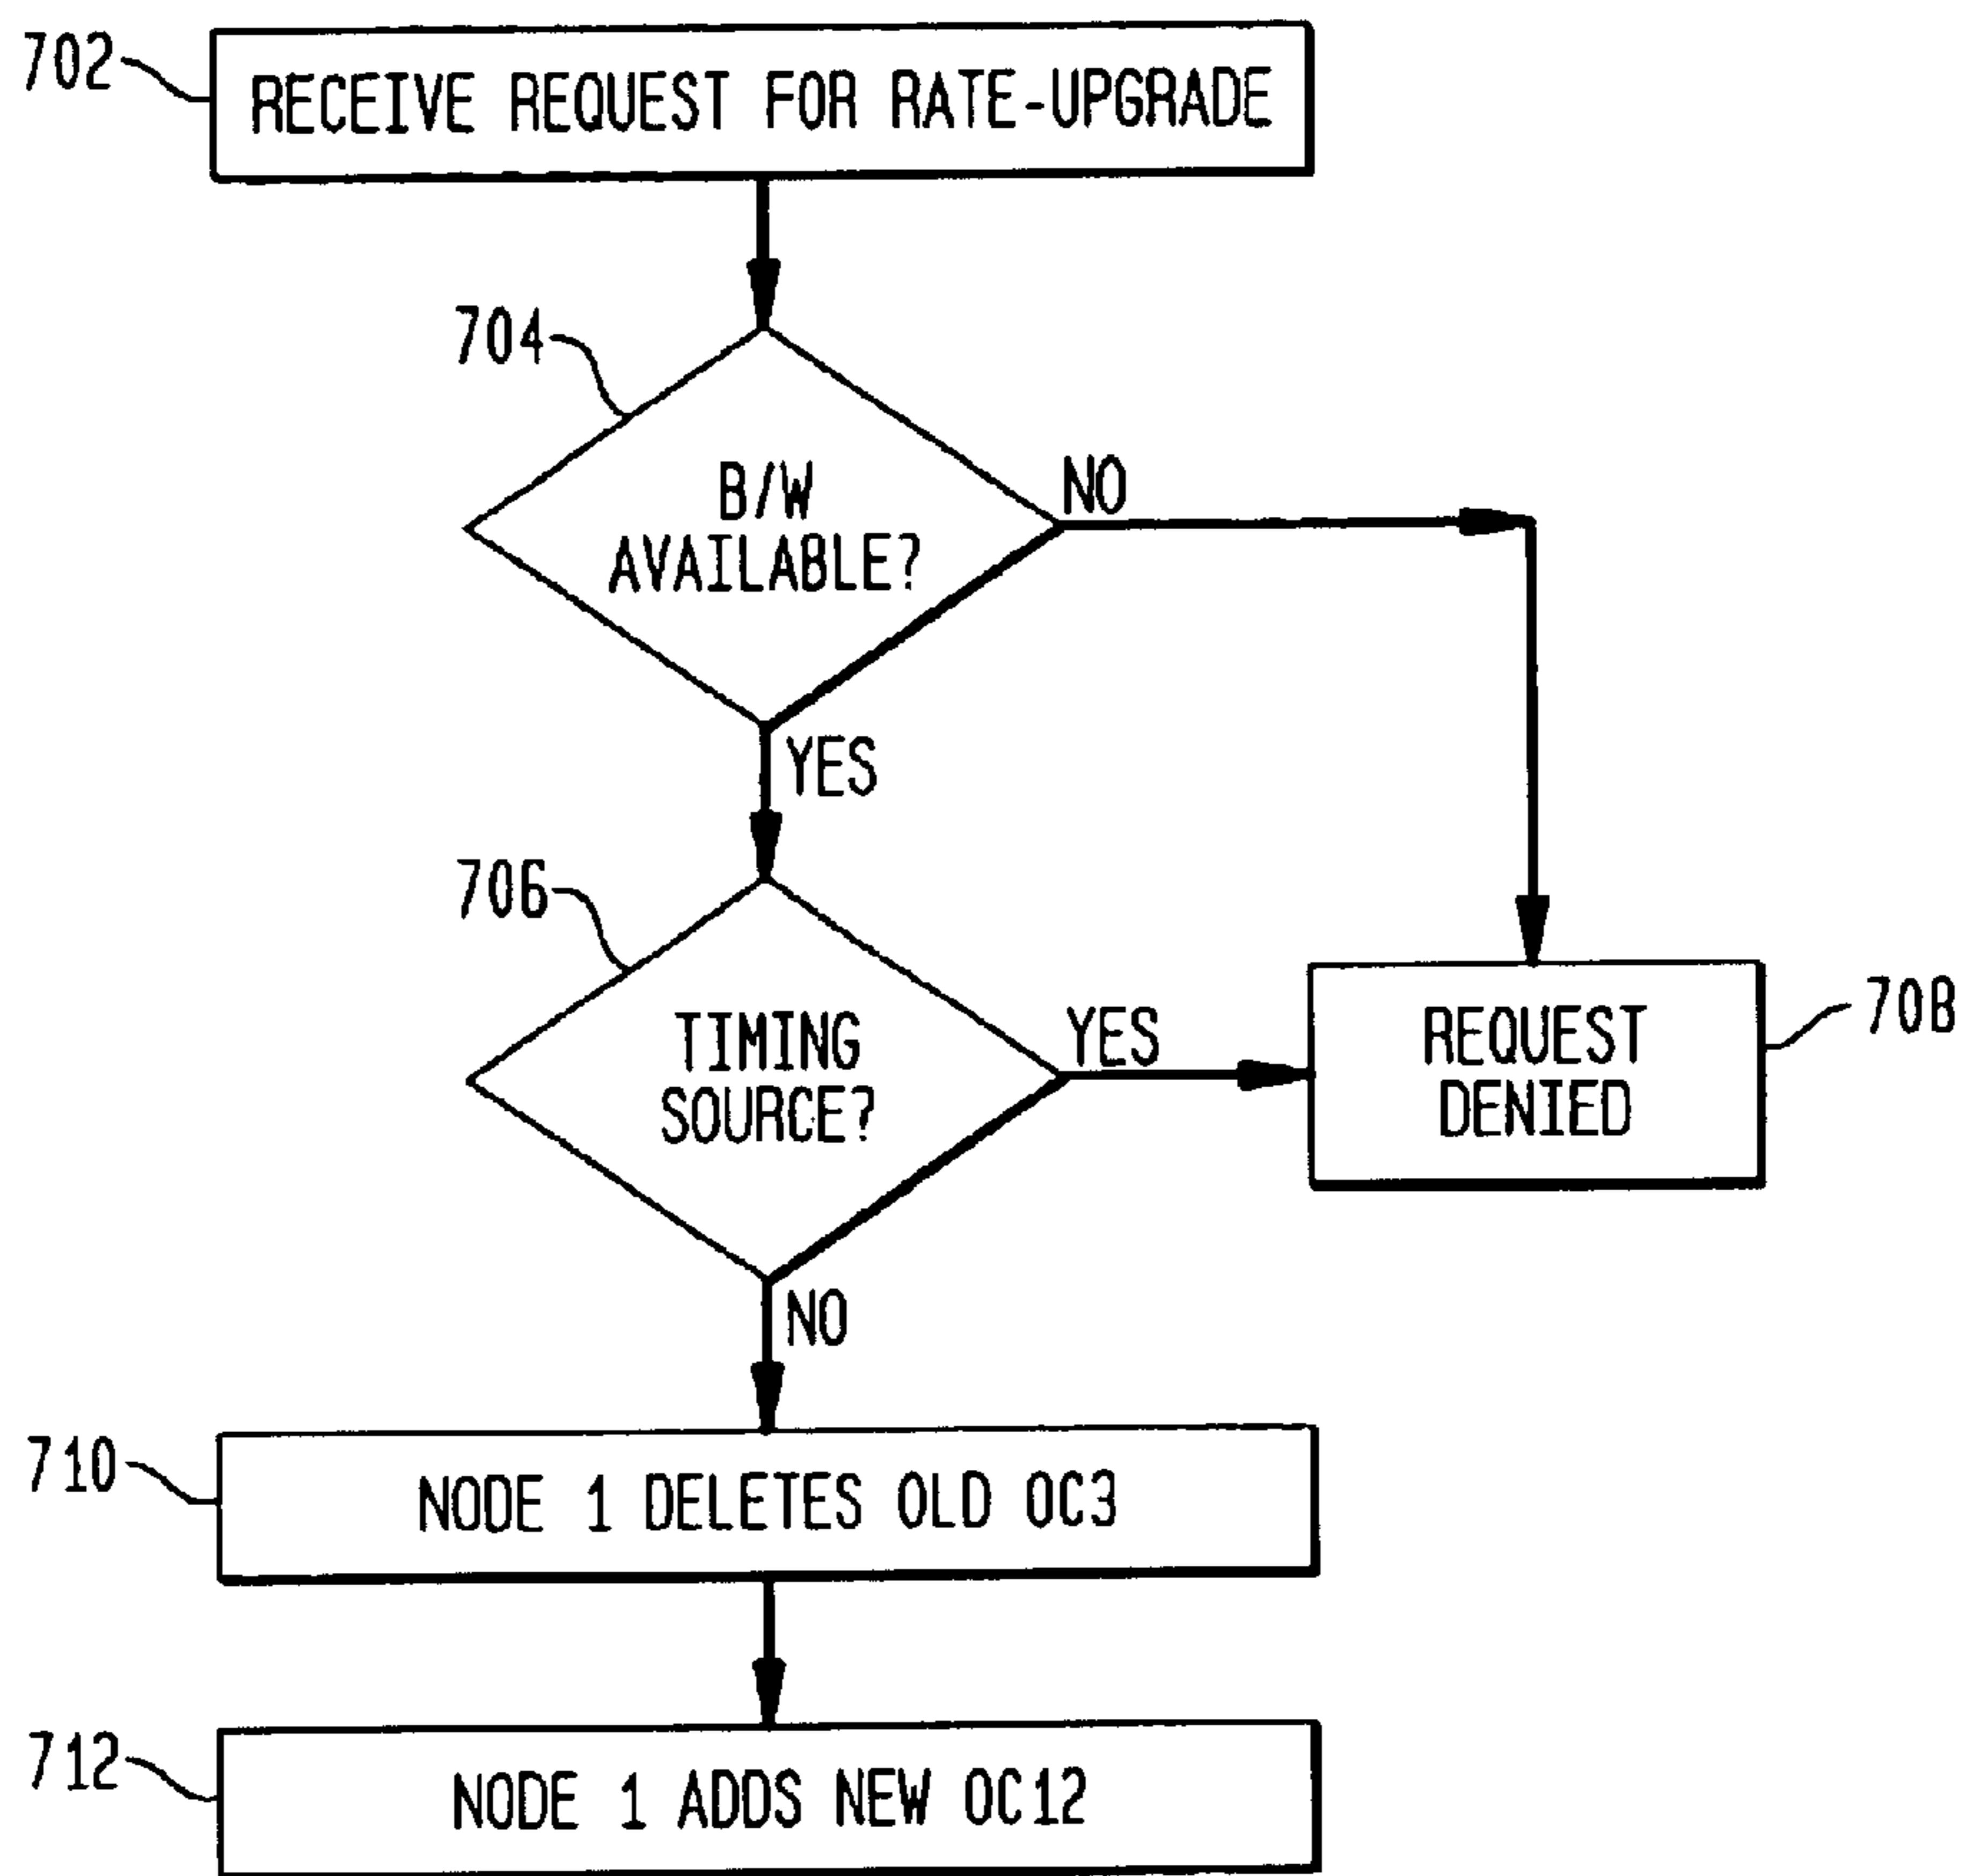 702
RECEIVE REQUEST FOR RATE-UPGRADE
704
B/W
AVAILABLE?
NO
YES
706
TIMING
SOURCE?
YES
REQUEST
DENIED
708
NO
710
NODE 1 DELETES OLD OC3
712
NODE 1 ADDS NEW OC12